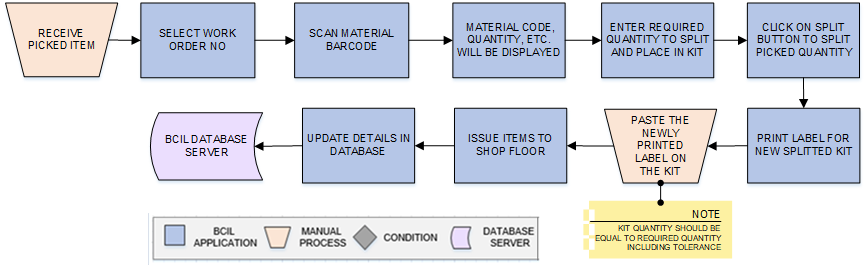 RECEIVE
PICKED ITEM
SELECT WORK
ORDER NO
SCAN MATERIAL
BARCODE
MATERIAL CODE,
QUANTITY, ETC.
WILL BE DISPLAYED
ENTER REQUIRED
QUANTITY TO SPLIT
AND PLACE IN KIT
CLICK ON SPLIT
BUTTON TO SPLIT
PICKED QUANTITY
BCIL DATABASE
SERVER
UPDATE DETAILS IN
DATABASE
ISSUE ITEMS TO
SHOP FLOOR
PASTE THE
NEWLY
PRINTED
LABEL ON
THE KIT
PRINT LABEL FOR
NEW SPLITTED KIT
NOTE
KIT QUANTITY SHOULD BE
EQUAL TO REQUIRED QUANTITY
INCLUDING TOLERANCE
BCIL
APPLICATION
MANUAL
PROCESS
CONDITION
DATABASE
SERVER